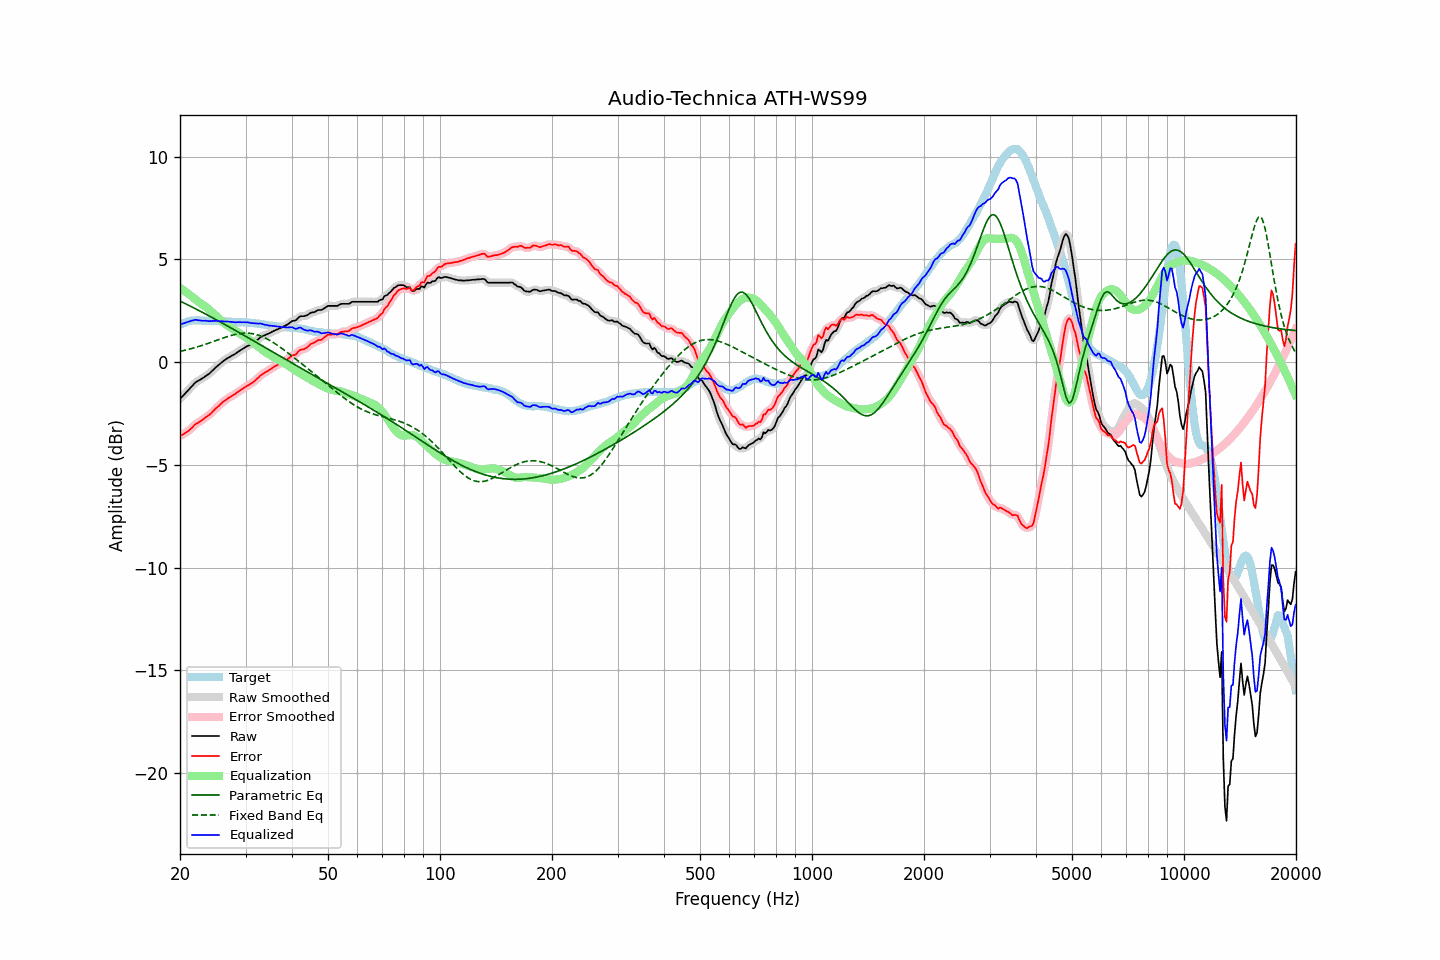 Audio-Technica ATH-WS99
Amplitude (dBr)
10
5
0
−5
−10
−15
−20
Target
Raw Smoothed
Error Smoothed
Raw
Error
Equalization
Parametric Eq
Fixed Band Eq
Equalized
20 50 100 200 500 1000 2000 5000 10000 20000
Frequency (Hz)